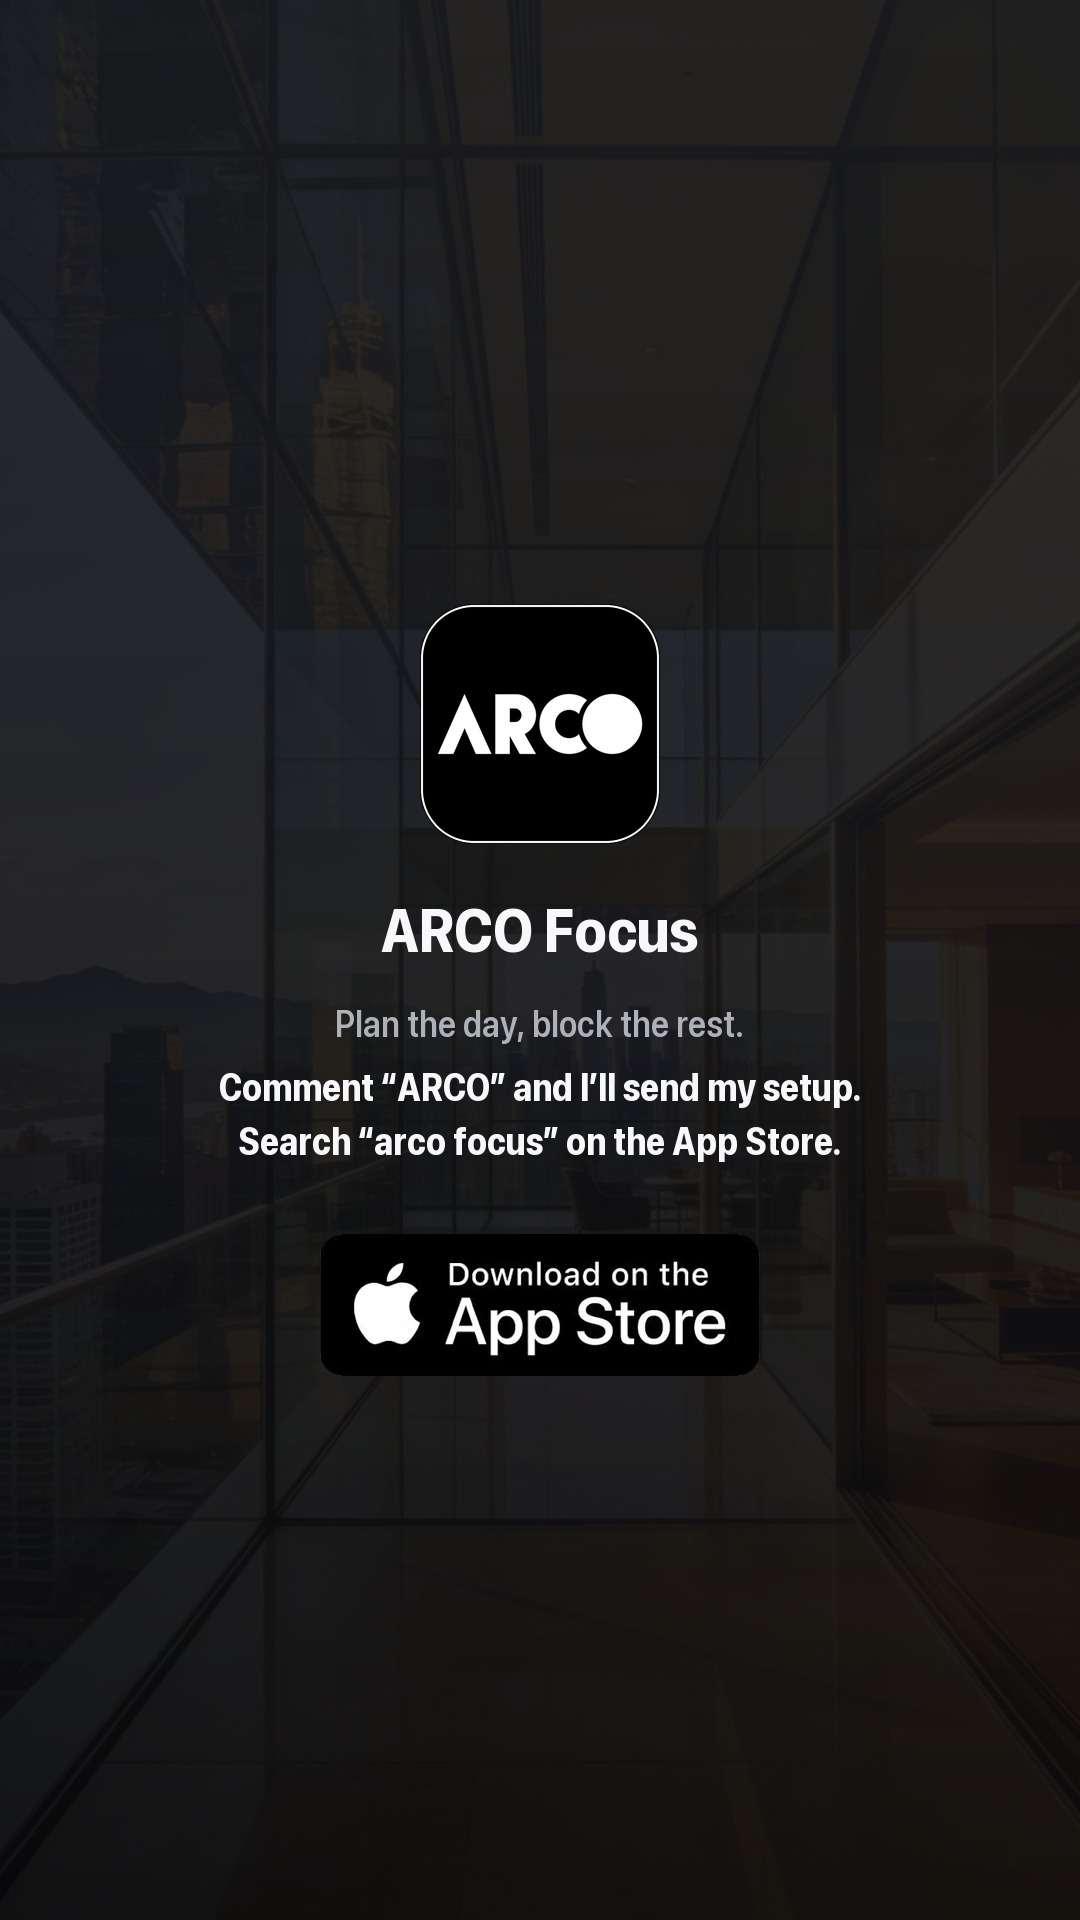 ARCO
ARCO Focus
Plan the day, block the rest.
Comment “ARCO” and I’ll send my setup.
Search “arco focus” on the App Store.
Download on the
App Store